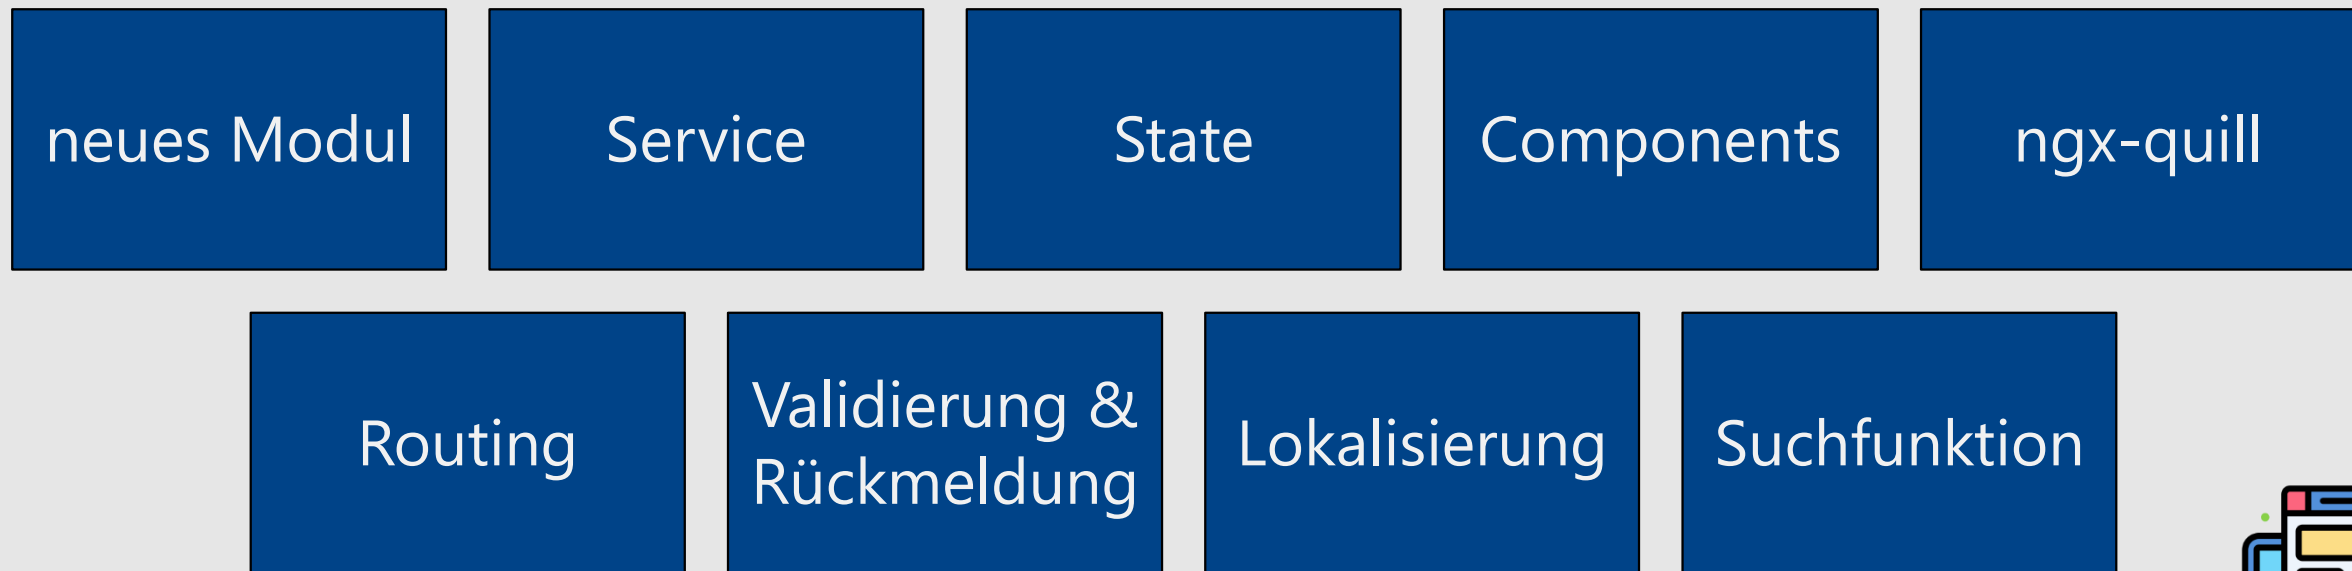 neues Modul
Service
State
Components
ngx-quill
Routing
Validierung &
Rückmeldung
Lokalisierung
Suchfunktion